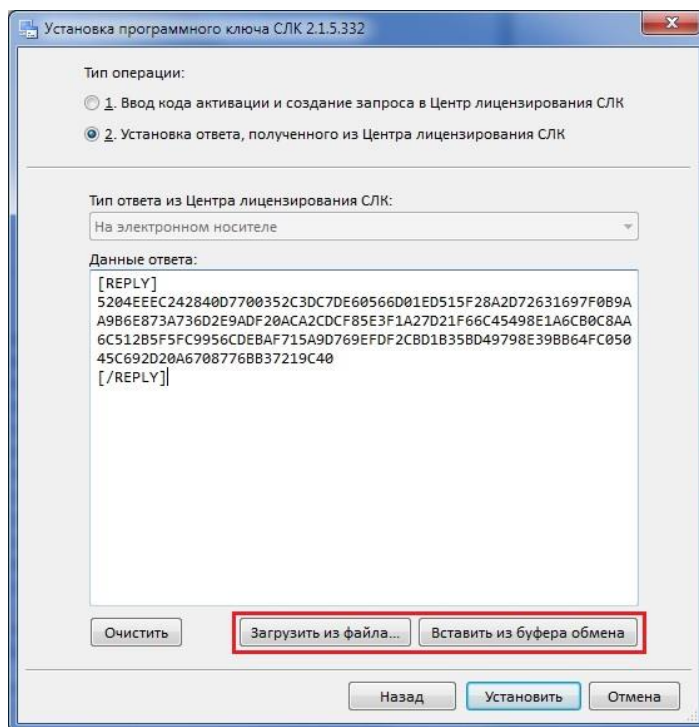 Установка программного ключа СЛК 2.1.5.332
Тип операции:
1. Ввод кода активации и создание запроса в Центр лицензирования СЛК
2. Установка ответа, полученного из Центра лицензирования СЛК
Тип ответа из Центра лицензирования СЛК:
На электронном носителе
Данные ответа:
[REPLY]
5204EEEC242840D7700352C3DC7DE60566D01ED515F28A2D72631697F0B9A
A9B6E873A736D2E9ADF20ACA2CDCF85E3F1A27D21F66C45498E1A6CB0C8AA
6C512B5F5FC9956CDEBAF715A9D769EFDF2CBD1B35BD49798E39BB64FC050
45C692D20A6708776BB37219C40
[/REPLY]
Очистить Загрузить из файла... Вставить из буфера обмена
Назад Установить Отмена